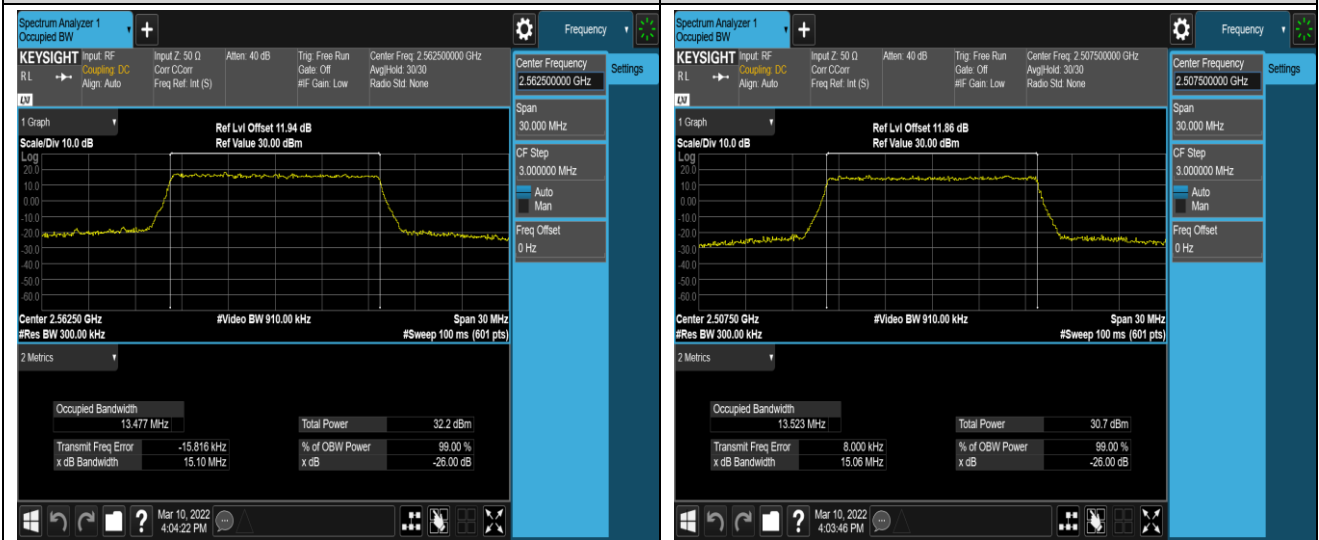 Spectrum Analyzer 1
Occupied BW
+
Frequency
KEYSIGHT
Input: RF
Input Z: 50 Ω
Atten: 40 dB
Trig: Free Run
Center Freq: 2.562500000 GHz
RL
Coupling: DC
Corr CCorr
Gate: Off
Avg|Hold: 30/30
Align: Auto
Freq Ref: Int (S)
#IF Gain: Low
Radio Std: None
LXI
Center Frequency
2.562500000 GHz
Settings
Span
30.000 MHz
CF Step
3.000000 MHz
Auto
Man
Freq Offset
0 Hz
1 Graph
Ref Lvl Offset 11.94 dB
Scale/Div 10.0 dB
Ref Value 30.00 dBm
Log
20.0
10.0
0.00
-10.0
-20.0
-30.0
-40.0
-50.0
-60.0
Center 2.56250 GHz
#Video BW 910.00 kHz
Span 30 MHz
#Res BW 300.00 kHz
#Sweep 100 ms (601 pts)
2 Metrics
Occupied Bandwidth
13.477 MHz
Total Power
32.2 dBm
Transmit Freq Error
-15.816 kHz
% of OBW Power
99.00 %
x dB Bandwidth
15.10 MHz
x dB
-26.00 dB
?
Mar 10, 2022
4:04:22 PM
Spectrum Analyzer 1
Occupied BW
+
Frequency
KEYSIGHT
Input: RF
Input Z: 50 Ω
Atten: 40 dB
Trig: Free Run
Center Freq: 2.507500000 GHz
RL
Coupling: DC
Corr CCorr
Gate: Off
Avg|Hold: 30/30
Align: Auto
Freq Ref: Int (S)
#IF Gain: Low
Radio Std: None
LXI
Center Frequency
2.507500000 GHz
Settings
Span
30.000 MHz
CF Step
3.000000 MHz
Auto
Man
Freq Offset
0 Hz
1 Graph
Ref Lvl Offset 11.86 dB
Scale/Div 10.0 dB
Ref Value 30.00 dBm
Log
20.0
10.0
0.00
-10.0
-20.0
-30.0
-40.0
-50.0
-60.0
Center 2.50750 GHz
#Video BW 910.00 kHz
Span 30 MHz
#Res BW 300.00 kHz
#Sweep 100 ms (601 pts)
2 Metrics
Occupied Bandwidth
13.523 MHz
Total Power
30.7 dBm
Transmit Freq Error
8.000 kHz
% of OBW Power
99.00 %
x dB Bandwidth
15.06 MHz
x dB
-26.00 dB
?
Mar 10, 2022
4:03:46 PM